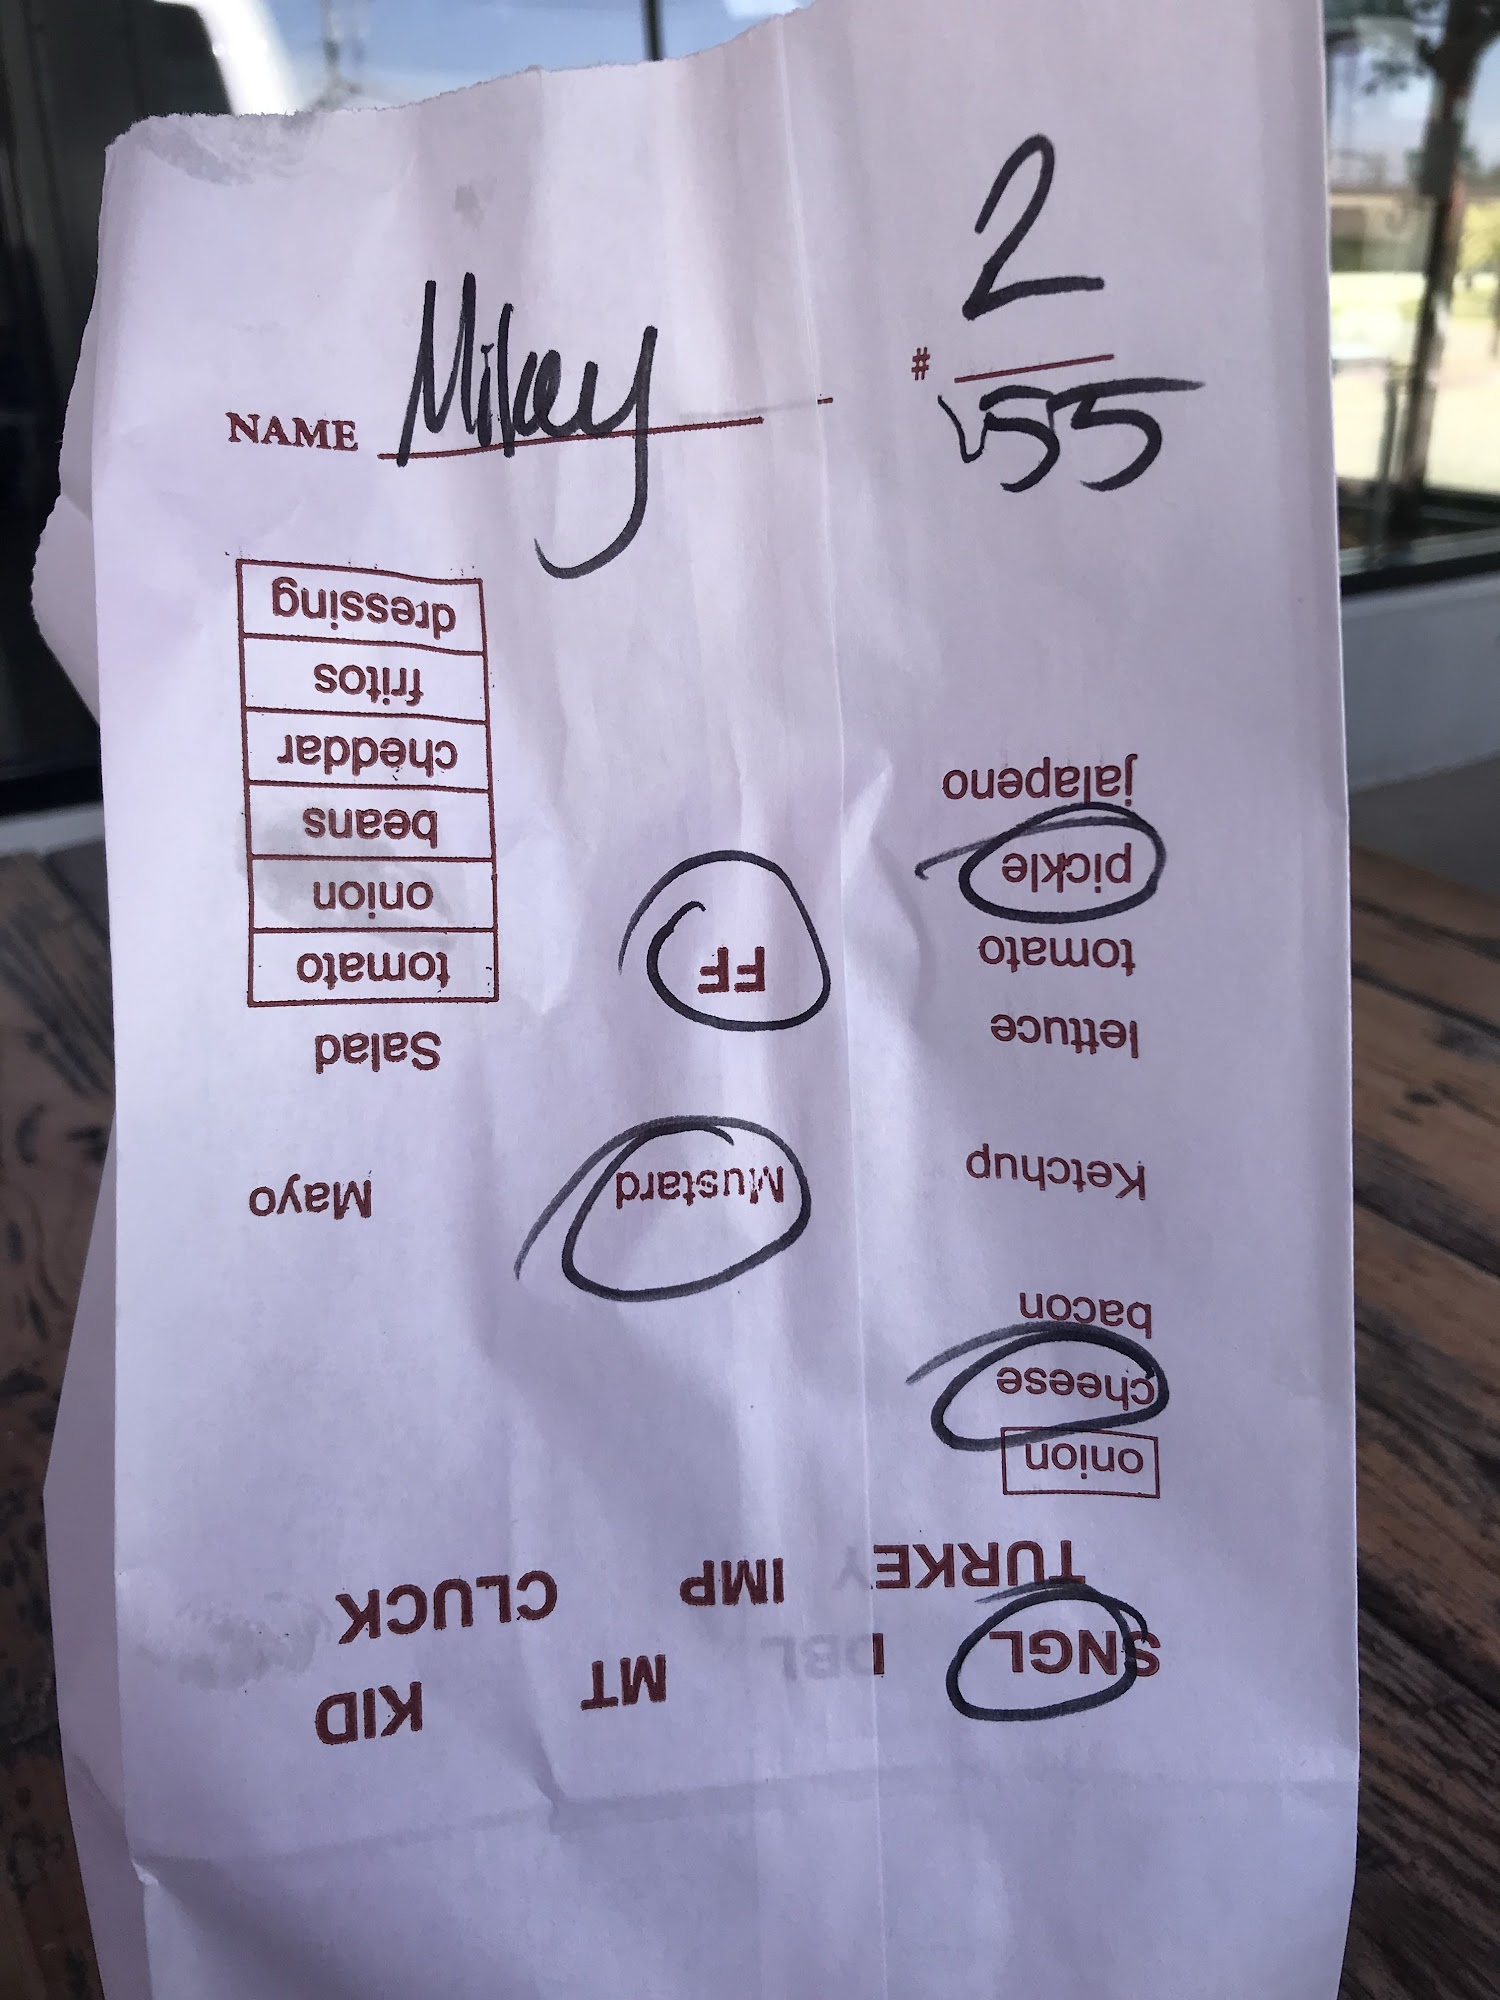 2
NAME Mikey #
55
SNGL DBL MT KID
TURKEY IMP CLUCK
onion
cheese
bacon
Ketchup Mustard Mayo
lettuce
tomato
pickle
jalapeno
FF
Salad
tomato
onion
beans
cheddar
fritos
dressing